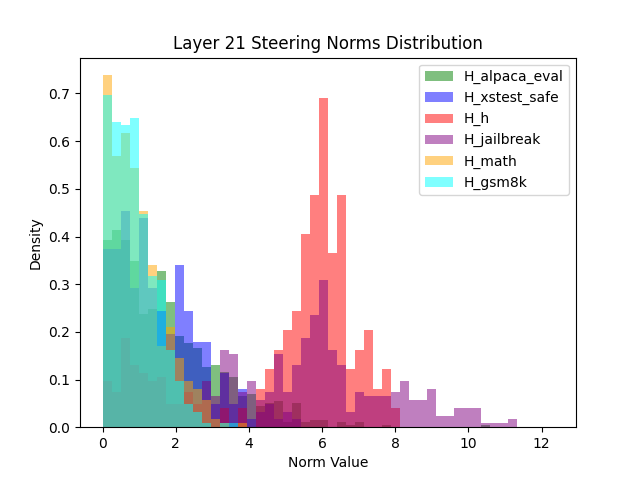 Layer 21 Steering Norms Distribution
Density
0.7
0.6
0.5
0.4
0.3
0.2
0.1
0.0
H_alpaca_eval
H_xstest_safe
H_h
H_jailbreak
H_math
H_gsm8k
0 2 4 6 8 10 12
Norm Value